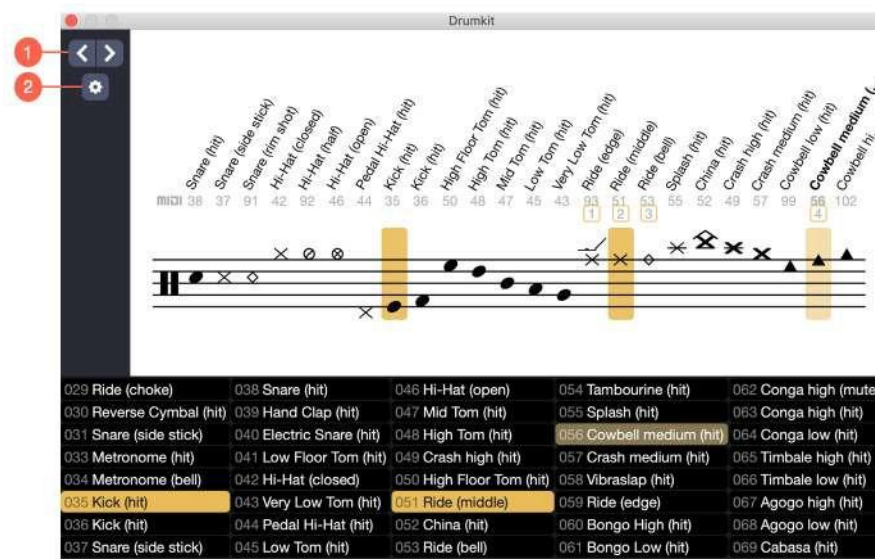 Drumkit
1
2
Snare (hit)
Snare (side stick)
Snare (rim shot)
Hi-Hat (closed)
Hi-Hat (half)
Hi-Hat (open)
Pedal Hi-Hat (hit)
Kick (hit)
Kick (hit)
High Floor Tom (hit)
High Tom (hit)
Mid Tom (hit)
Low Tom (hit)
Very Low Tom (hit)
Ride (edge)
Ride (middle)
Ride (bell)
Splash (hit)
China (hit)
Crash high (hit)
Crash medium (hit)
Cowbell low (hit)
Cowbell medium (...
Cowbell hi...
MIDI 38 37 91 42 92 46 44 35 36 50 48 47 45 43 93 51 53 55 52 49 57 99 56 102
1 2 3 4
029 Ride (choke) 038 Snare (hit) 046 Hi-Hat (open) 054 Tambourine (hit) 062 Conga high (mute
030 Reverse Cymbal (hit) 039 Hand Clap (hit) 047 Mid Tom (hit) 055 Splash (hit) 063 Conga high (hit)
031 Snare (side stick) 040 Electric Snare (hit) 048 High Tom (hit) 056 Cowbell medium (hit) 064 Conga low (hit)
033 Metronome (hit) 041 Low Floor Tom (hit) 049 Crash high (hit) 057 Crash medium (hit) 065 Timbale high (hit)
034 Metronome (bell) 042 Hi-Hat (closed) 050 High Floor Tom (hit) 058 Vibraslap (hit) 066 Timbale low (hit)
035 Kick (hit) 043 Very Low Tom (hit) 051 Ride (middle) 059 Ride (edge) 067 Agogo high (hit)
036 Kick (hit) 044 Pedal Hi-Hat (hit) 052 China (hit) 060 Bongo High (hit) 068 Agogo low (hit)
037 Snare (side stick) 045 Low Tom (hit) 053 Ride (bell) 061 Bongo Low (hit) 069 Cabasa (hit)